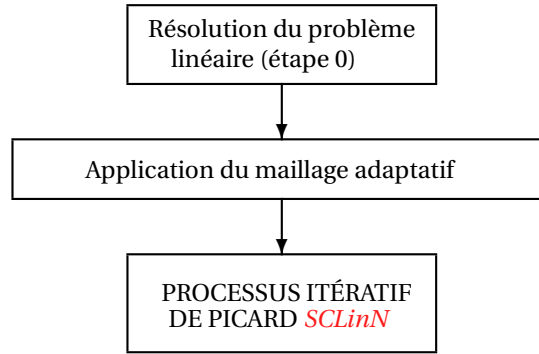 Résolution du problème
linéaire (étape 0)
Application du maillage adaptatif
PROCESSUS ITÉRATIF
DE PICARD SCLinN